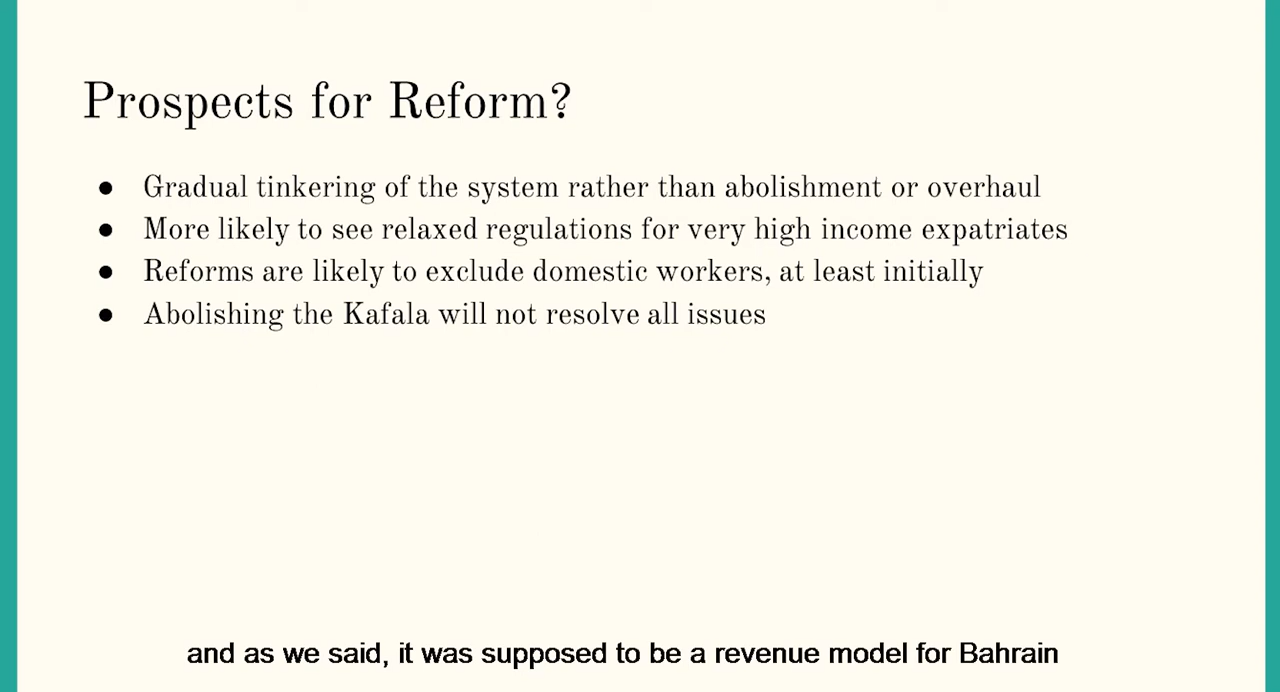 Prospects for Reform?
● Gradual tinkering of the system rather than abolishment or overhaul
● More likely to see relaxed regulations for very high income expatriates
● Reforms are likely to exclude domestic workers, at least initially
● Abolishing the Kafala will not resolve all issues
and as we said, it was supposed to be a revenue model for Bahrain